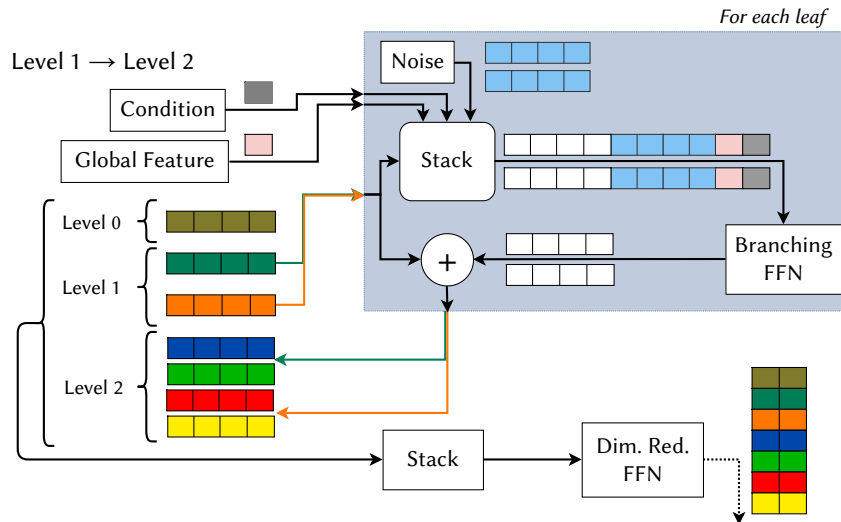 For each leaf
Level 1 → Level 2
Noise
Condition
Global Feature
Stack
Level 0
Level 1
Level 2
+
Branching
FFN
Stack
Dim. Red.
FFN